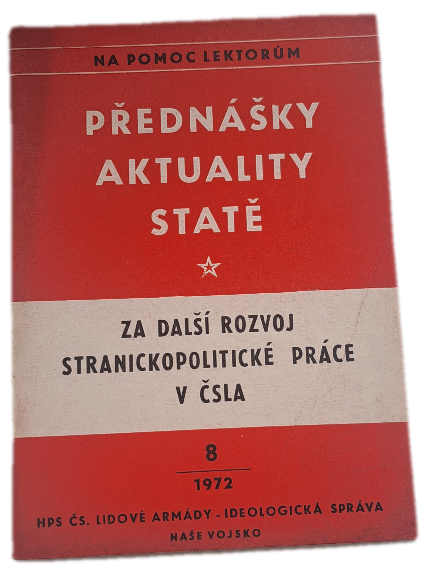 NA POMOC LEKTORŮM
PŘEDNÁŠKY
AKTUALITY
STATĚ
ZA DALŠÍ ROZVOJ
STRANICKOPOLITICKÉ PRÁCE
V ČSLA
8
1972
HPS ČS. LIDOVÉ ARMÁDY - IDEOLOGICKÁ SPRÁVA
NAŠE VOJSKO